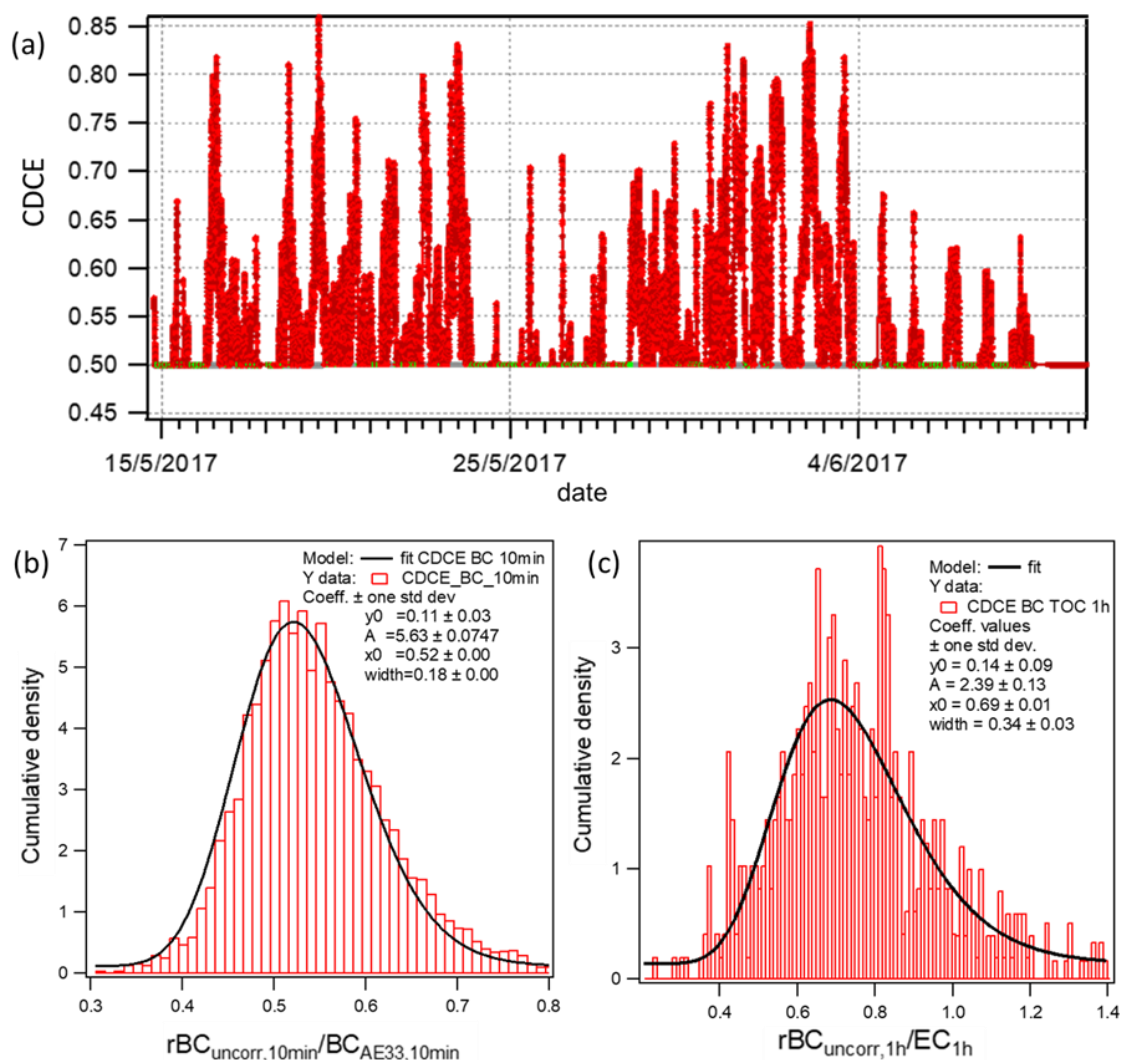 (a)
CDCE
0.85
0.80
0.75
0.70
0.65
0.60
0.55
0.50
0.45
15/5/2017 25/5/2017 4/6/2017
date
(b)
Cumulative density
7
6
5
4
3
2
1
0
Model: fit CDCE BC 10min
Y data: CDCE_BC_10min
Coeff. ± one std dev
y0 =0.11 ± 0.03
A =5.63 ± 0.0747
x0 =0.52 ± 0.00
width=0.18 ± 0.00
0.3 0.4 0.5 0.6 0.7 0.8
rBCuncorr,10min/BCAE33,10min
(c)
Cumulative density
3
2
1
0
Model: fit
Y data:
CDCE BC TOC 1h
Coeff. values
± one std dev.
y0 = 0.14 ± 0.09
A = 2.39 ± 0.13
x0 = 0.69 ± 0.01
width = 0.34 ± 0.03
0.4 0.6 0.8 1.0 1.2 1.4
rBCuncorr,1h/EC1h